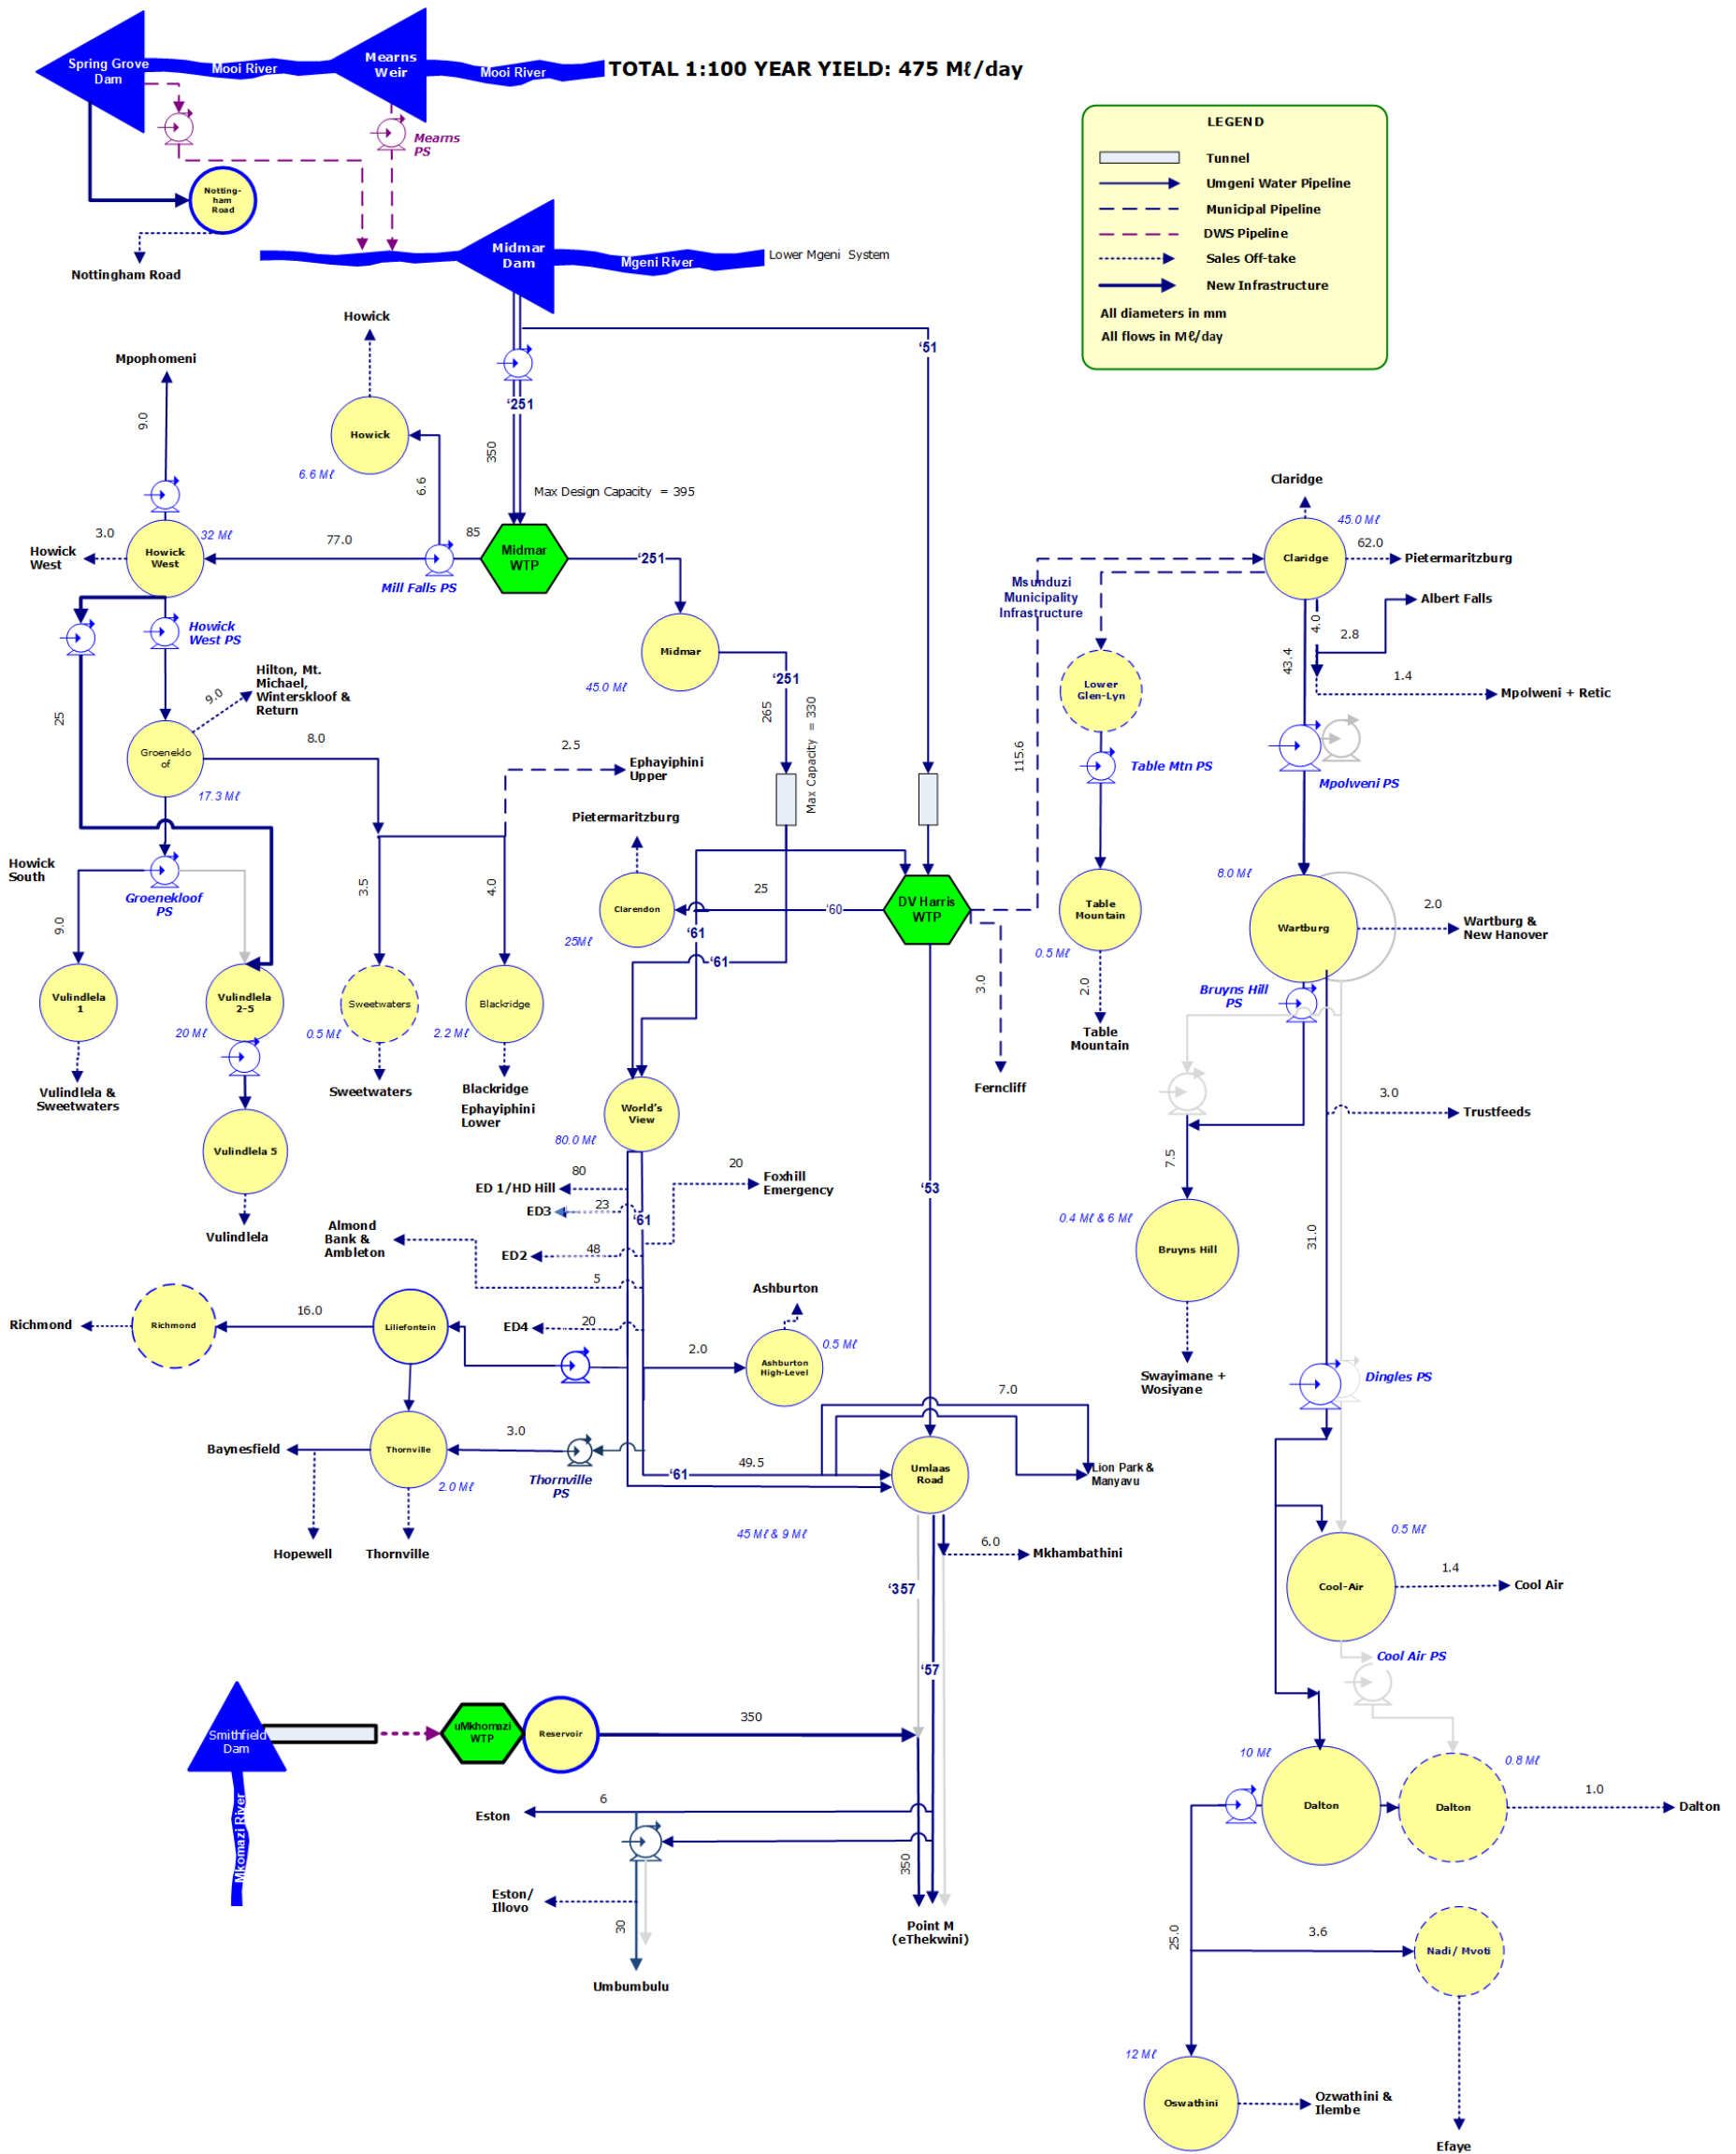 Spring Grove
Dam
Mooi River
Mearns
Weir
Mooi River
TOTAL 1:100 YEAR YIELD: 475 Mℓ/day
Mearns
PS
Notting-
ham
Road
Nottingham Road
Midmar
Dam
Mgeni River
Lower Mgeni System
LEGEND
Tunnel
Umgeni Water Pipeline
Municipal Pipeline
DWS Pipeline
Sales Off-take
New Infrastructure
All diameters in mm
All flows in Mℓ/day
Howick
Mpophomeni
9.0
Howick
6.6 Mℓ
6.6
‘251
350
‘51
Max Design Capacity = 395
3.0
Howick
West
Howick
West
32 Mℓ
77.0
85
Mill Falls PS
Midmar
WTP
‘251
Midmar
45.0 Mℓ
‘251
265
Max Capacity = 330
Howick
West PS
25
Hilton, Mt.
Michael,
Winterskloof &
Return
9.0
Groeneklo
of
17.3 Mℓ
8.0
2.5
Ephayiphini
Upper
Howick
South
Groenekloof
PS
9.0
3.5
4.0
Pietermaritzburg
Clarendon
25Mℓ
25
‘60
‘61
‘61
DV Harris
WTP
Vulindlela
1
Vulindlela
2-5
20 Mℓ
Sweetwaters
0.5 Mℓ
Blackridge
2.2 Mℓ
Vulindlela &
Sweetwaters
Sweetwaters
Blackridge
Ephayiphini
Lower
Vulindlela 5
Vulindlela
World’s
View
80.0 Mℓ
3.0
Ferncliff
115.6
Msunduzi
Municipality
Infrastructure
Claridge
45.0 Mℓ
Claridge
62.0
Pietermaritzburg
Albert Falls
4.0
2.8
43.4
1.4
Mpolweni + Retic
Lower
Glen-Lyn
Table Mtn PS
Mpolweni PS
Table
Mountain
0.5 Mℓ
2.0
Table
Mountain
8.0 Mℓ
Wartburg
2.0
Wartburg &
New Hanover
Bruyns Hill
PS
3.0
Trustfeeds
7.5
0.4 Mℓ & 6 Mℓ
Bruyns Hill
31.0
Swayimane +
Wosiyane
Dingles PS
ED 1/HD Hill
80
ED3
23
‘61
20
Foxhill
Emergency
Almond
Bank &
Ambleton
ED2
48
5
‘53
Ashburton
ED4
20
Richmond
Richmond
16.0
Liliefontein
2.0
Ashburton
High-Level
0.5 Mℓ
7.0
Baynesfield
Thornville
2.0 Mℓ
3.0
Thornville
PS
‘61
49.5
Umlaas
Road
45 Mℓ & 9 Mℓ
Lion Park &
Manyavu
Hopewell
Thornville
6.0
Mkhambathini
‘357
‘57
0.5 Mℓ
Cool-Air
1.4
Cool Air
Cool Air PS
Smithfield
Dam
Mkomazi River
uMkhomazi
WTP
Reservoir
350
Eston
6
350
Eston/
Illovo
30
Umbumbulu
Point M
(eThekwini)
10 Mℓ
Dalton
Dalton
0.8 Mℓ
1.0
Dalton
25.0
3.6
Nadi/ Mvoti
12 Mℓ
Oswathini
Ozwathini &
Ilembe
Efaye